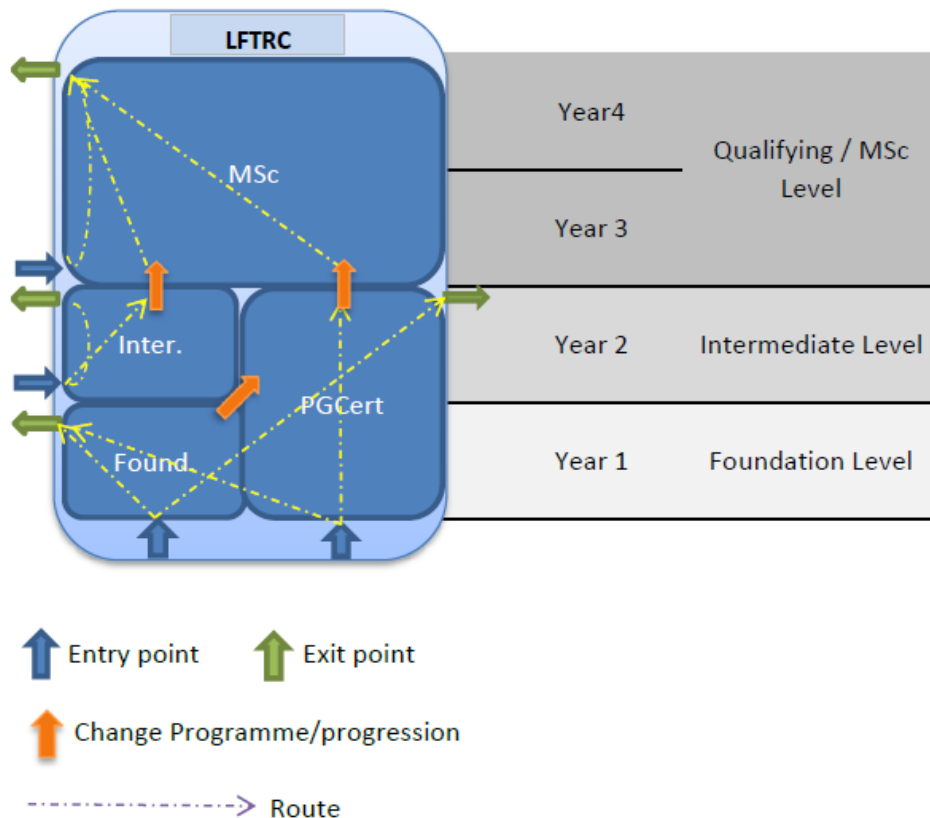 LFTRC
Year4
Qualifying / MSc
Level
MSc
Year 3
Inter.
Year 2
Intermediate Level
PGCert
Found.
Year 1
Foundation Level
Entry point
Exit point
Change Programme/progression
Route